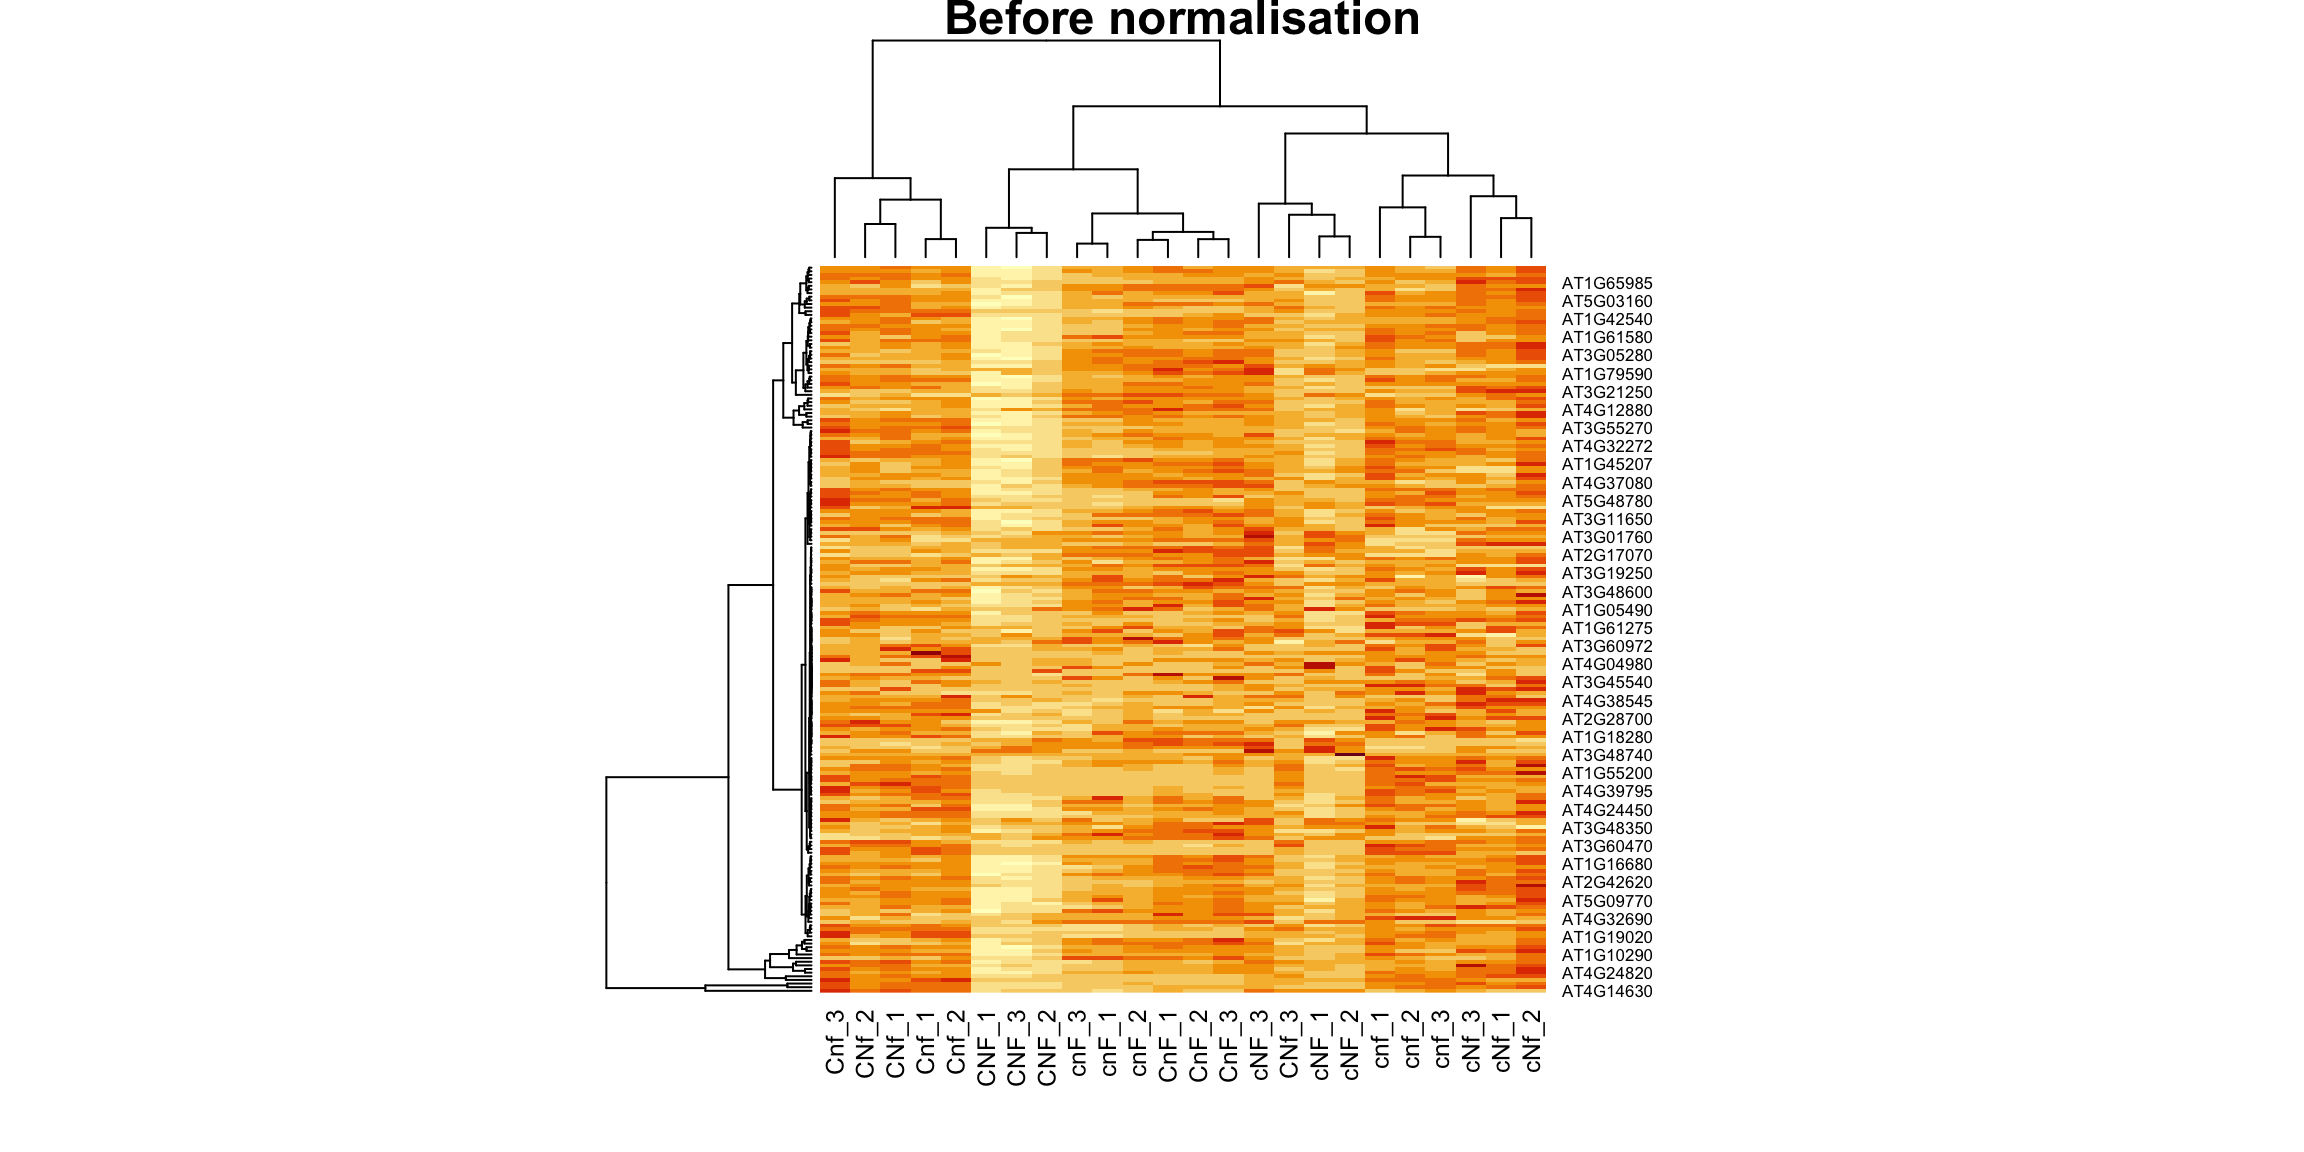 Before normalisation
AT1G65985
AT5G03160
AT1G42540
AT1G61580
AT3G05280
AT1G79590
AT3G21250
AT4G12880
AT3G55270
AT4G32272
AT1G45207
AT4G37080
AT5G48780
AT3G11650
AT3G01760
AT2G17070
AT3G19250
AT3G48600
AT1G05490
AT1G61275
AT3G60972
AT4G04980
AT3G45540
AT4G38545
AT2G28700
AT1G18280
AT3G48740
AT1G55200
AT4G39795
AT4G24450
AT3G48350
AT3G60470
AT1G16680
AT2G42620
AT5G09770
AT4G32690
AT1G19020
AT1G10290
AT4G24820
AT4G14630
Cnf_3
CNf_2
CNf_1
Cnf_1
Cnf_2
CNF_1
CNF_3
CNF_2
cnF_3
cnF_1
cnF_2
CnF_1
CnF_2
CnF_3
cNF_3
CNf_3
cNF_1
cNF_2
cnf_1
cnf_2
cnf_3
cNf_3
cNf_1
cNf_2